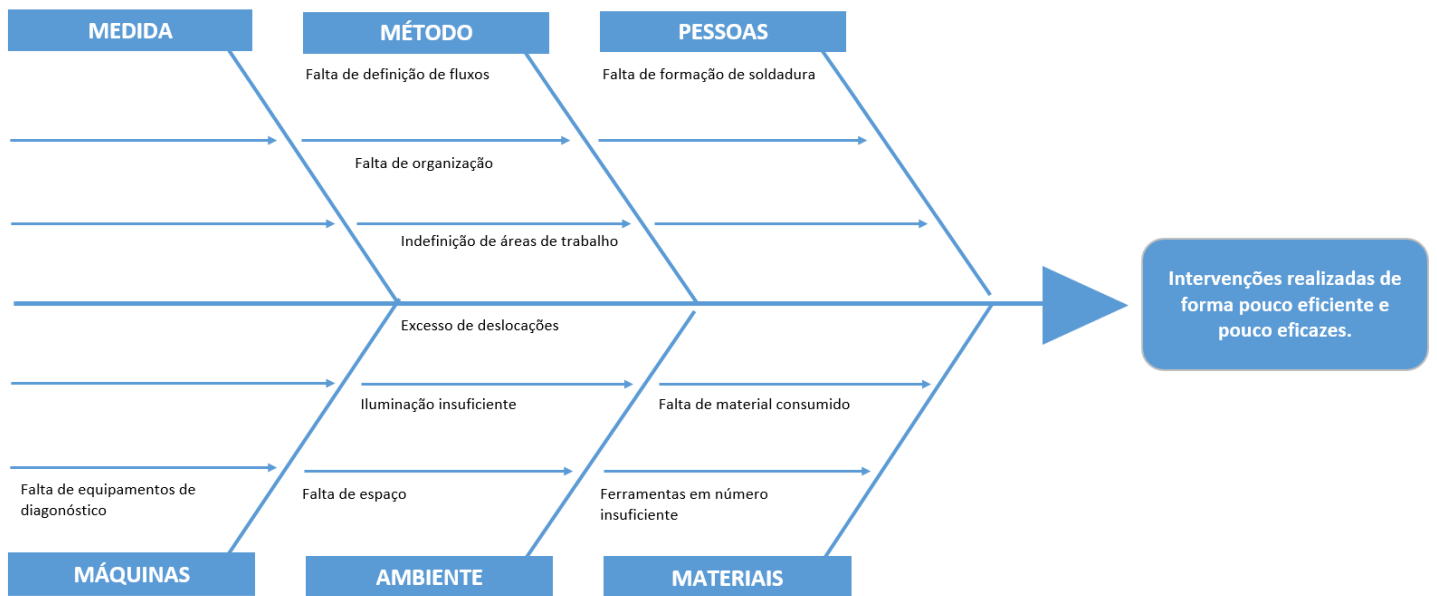 MEDIDA
MÉTODO
PESSOAS
Falta de definição de fluxos
Falta de formação de soldadura
Falta de organização
Indefinição de áreas de trabalho
Intervenções realizadas de
forma pouco eficiente e
pouco eficazes.
Excesso de deslocações
Iluminação insuficiente
Falta de material consumido
Falta de equipamentos de
diagonóstico
Falta de espaço
Ferramentas em número
insuficiente
MÁQUINAS
AMBIENTE
MATERIAIS